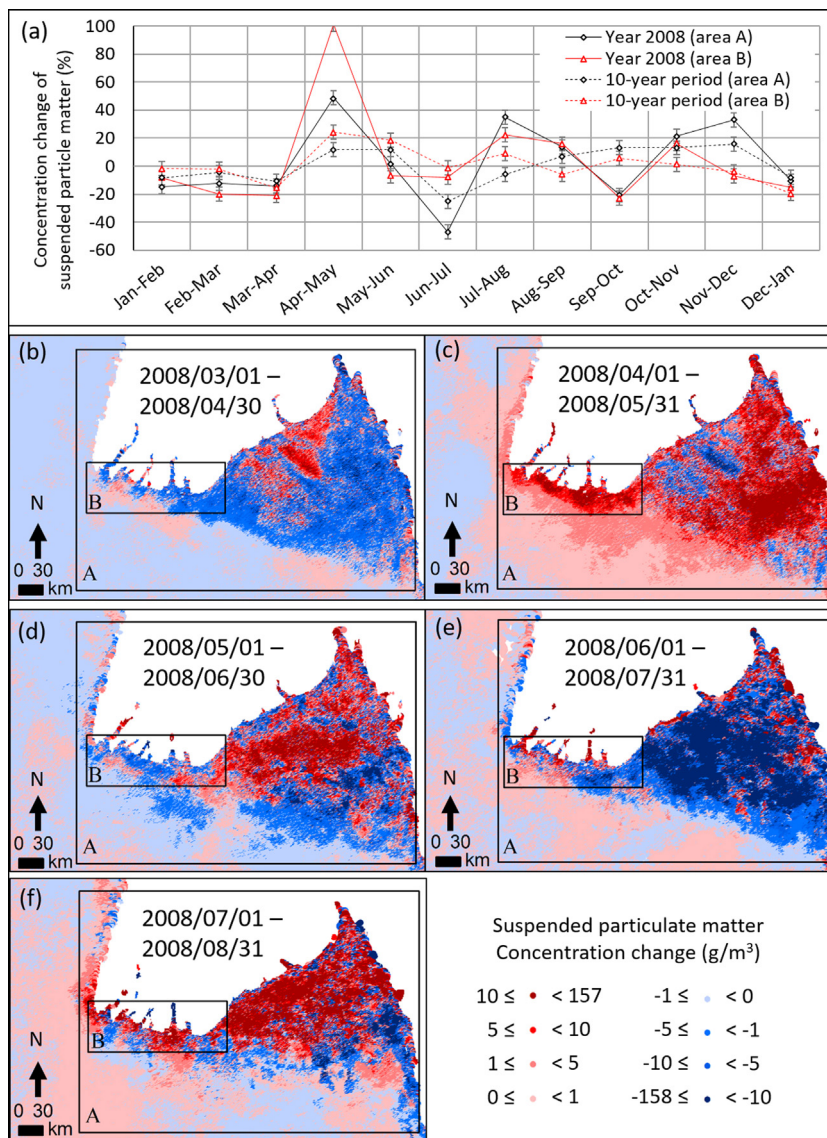 (a)
Concentration change of
suspended particle matter (%)
100
80
60
40
20
0
-20
-40
-60
Year 2008 (area A)
Year 2008 (area B)
10-year period (area A)
10-year period (area B)
Jan-Feb
Feb-Mar
Mar-Apr
Apr-May
May-Jun
Jun-Jul
Jul-Aug
Aug-Sep
Sep-Oct
Oct-Nov
Nov-Dec
Dec-Jan
(b)
2008/03/01 –
2008/04/30
B
N
A
0 30
km
(c)
2008/04/01 –
2008/05/31
B
N
A
0 30
km
(d)
2008/05/01 –
2008/06/30
B
N
A
0 30
km
(e)
2008/06/01 –
2008/07/31
B
N
A
0 30
km
(f)
2008/07/01 –
2008/08/31
B
N
A
0 30
km
Suspended particulate matter
Concentration change (g/m³)
10 ≤ < 157 -1 ≤ < 0
5 ≤ < 10 -5 ≤ < -1
1 ≤ < 5 -10 ≤ < -5
0 ≤ < 1 -158 ≤ < -10